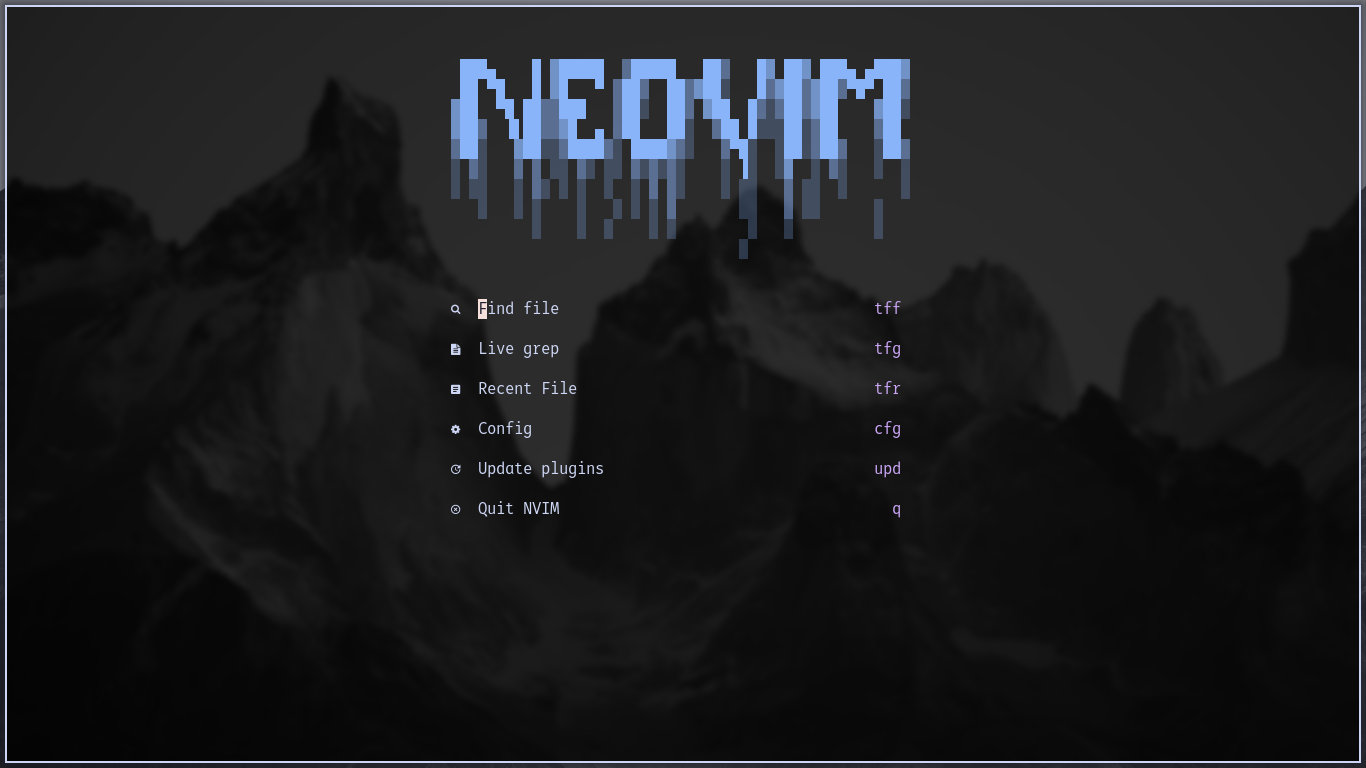 NEOVIM
Find file tff
Live grep tfg
Recent File tfr
Config cfg
Update plugins upd
Quit NVIM q